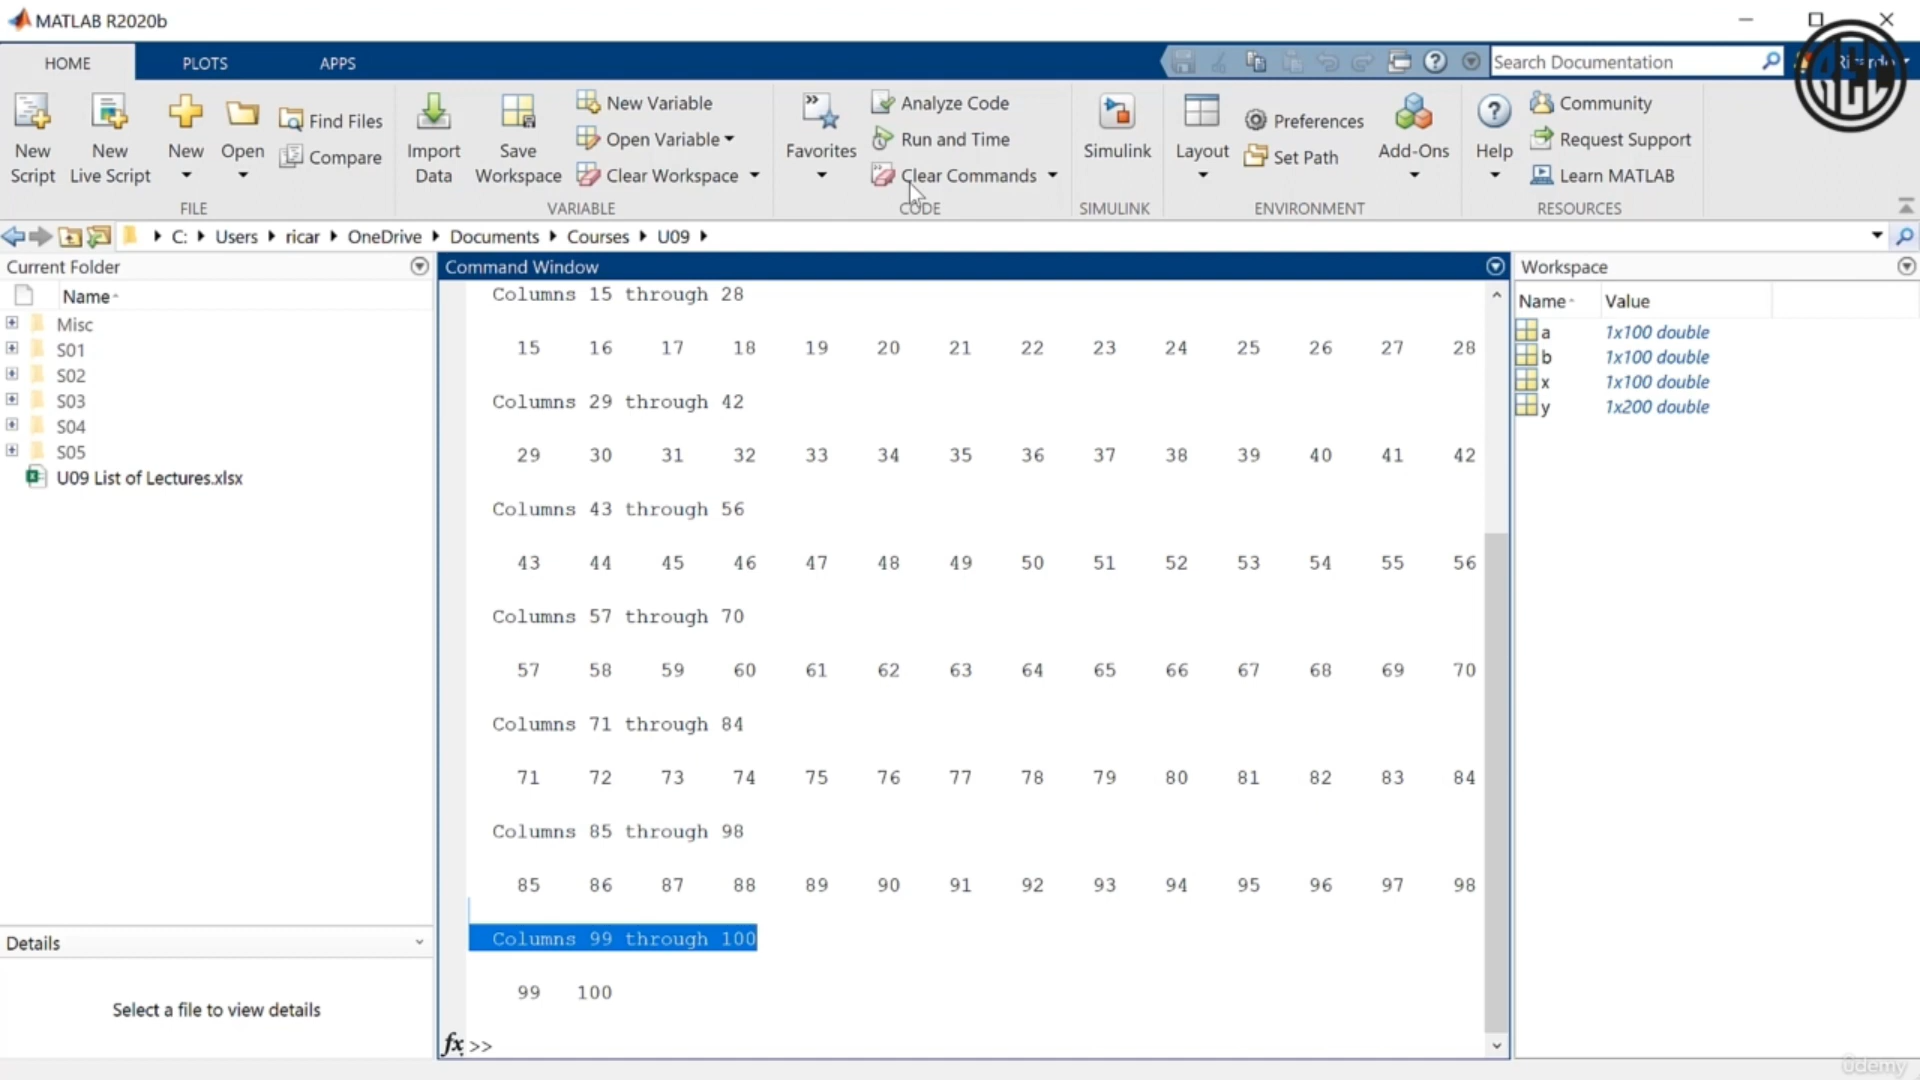 MATLAB R2020b
HOME PLOTS APPS
Search Documentation
REC
New Script
New Live Script
New
Open
Find Files
Compare
FILE
Import Data
Save Workspace
New Variable
Open Variable
Clear Workspace
VARIABLE
Favorites
Analyze Code
Run and Time
Clear Commands
CODE
Simulink
SIMULINK
Layout
Preferences
Set Path
Add-Ons
ENVIRONMENT
Help
Community
Request Support
Learn MATLAB
RESOURCES
C: Users ricar OneDrive Documents Courses U09
Current Folder
Name
Misc
S01
S02
S03
S04
S05
U09 List of Lectures.xlsx
Details
Select a file to view details
Command Window
Columns 15 through 28
15 16 17 18 19 20 21 22 23 24 25 26 27 28
Columns 29 through 42
29 30 31 32 33 34 35 36 37 38 39 40 41 42
Columns 43 through 56
43 44 45 46 47 48 49 50 51 52 53 54 55 56
Columns 57 through 70
57 58 59 60 61 62 63 64 65 66 67 68 69 70
Columns 71 through 84
71 72 73 74 75 76 77 78 79 80 81 82 83 84
Columns 85 through 98
85 86 87 88 89 90 91 92 93 94 95 96 97 98
Columns 99 through 100
99 100
fx >>
Workspace
Name Value
a 1x100 double
b 1x100 double
x 1x100 double
y 1x200 double
ûdemy